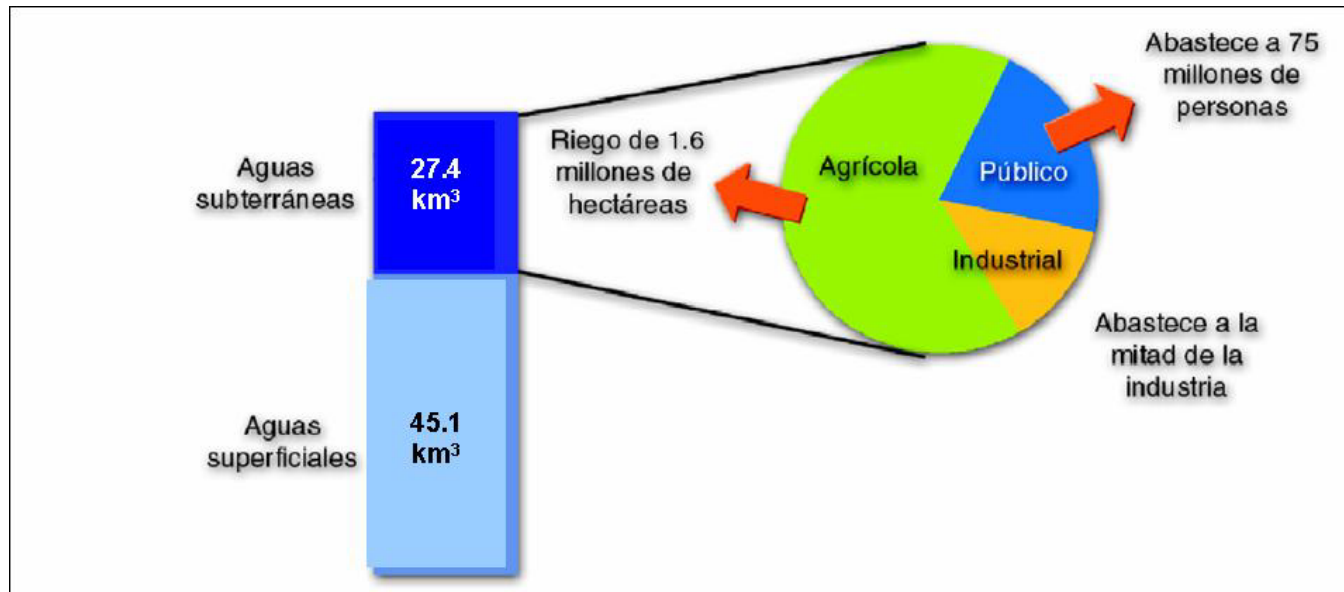 Aguas
subterráneas
27.4
km³
Aguas
superficiales
45.1
km³
Riego de 1.6
millones de
hectáreas
Agrícola
Público
Industrial
Abastece a 75
millones de
personas
Abastece a la
mitad de la
industria